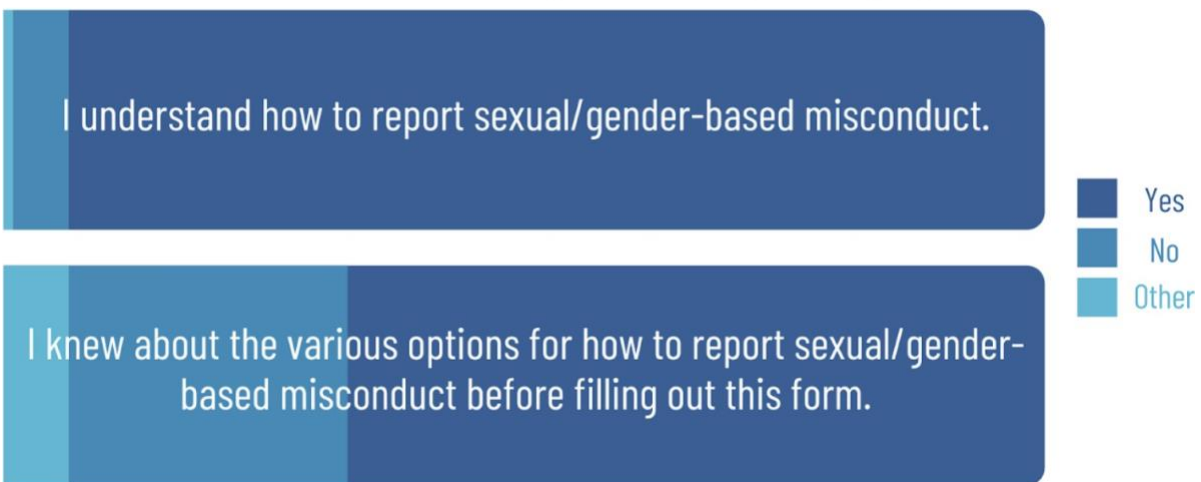 I understand how to report sexual/gender-based misconduct.
I knew about the various options for how to report sexual/gender-
based misconduct before filling out this form.
Yes
No
Other